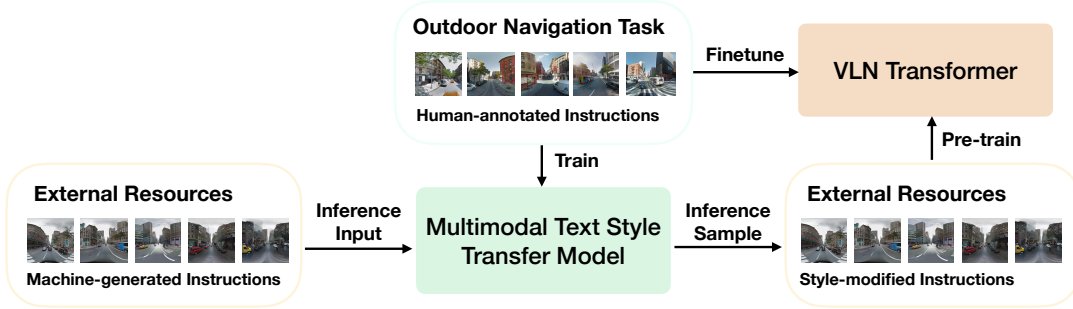 Outdoor Navigation Task
Human-annotated Instructions
Finetune
VLN Transformer
Train
Pre-train
External Resources
Machine-generated Instructions
Inference
Input
Multimodal Text Style
Transfer Model
Inference
Sample
External Resources
Style-modified Instructions